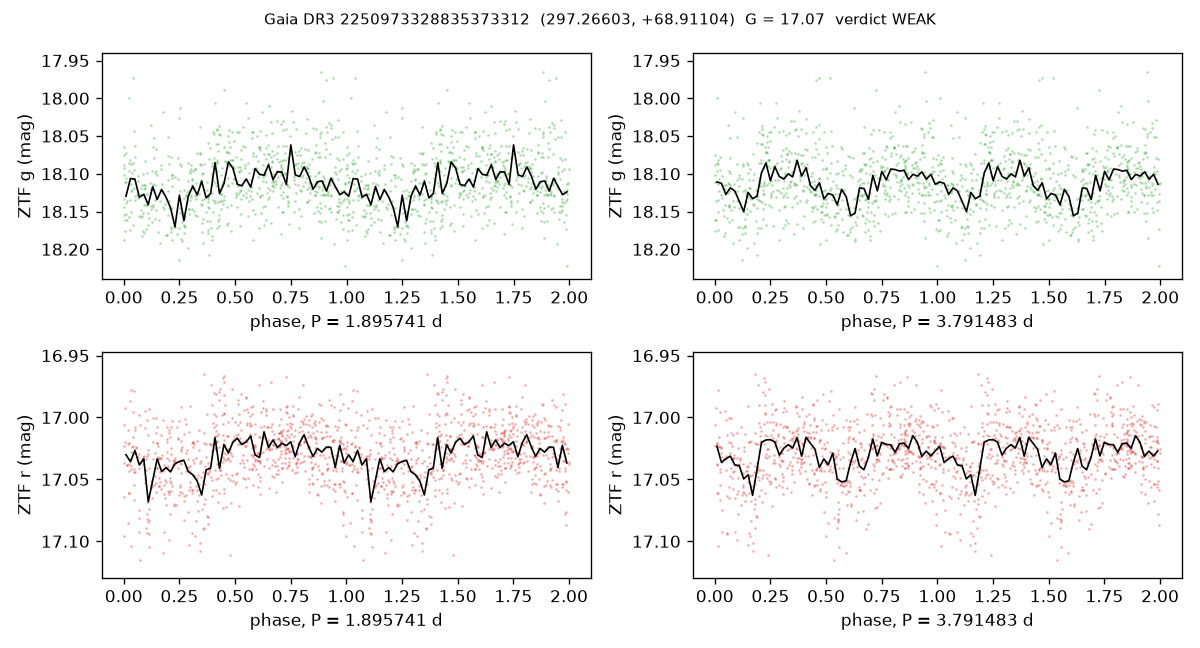 Gaia DR3 2250973328835373312  (297.26603, +68.91104)  G = 17.07  verdict WEAK
17.95
18.00
18.05
18.10
18.15
18.20
ZTF g (mag)
0.00 0.25 0.50 0.75 1.00 1.25 1.50 1.75 2.00
phase, P = 1.895741 d
17.95
18.00
18.05
18.10
18.15
18.20
ZTF g (mag)
0.00 0.25 0.50 0.75 1.00 1.25 1.50 1.75 2.00
phase, P = 3.791483 d
16.95
17.00
17.05
17.10
ZTF r (mag)
0.00 0.25 0.50 0.75 1.00 1.25 1.50 1.75 2.00
phase, P = 1.895741 d
16.95
17.00
17.05
17.10
ZTF r (mag)
0.00 0.25 0.50 0.75 1.00 1.25 1.50 1.75 2.00
phase, P = 3.791483 d